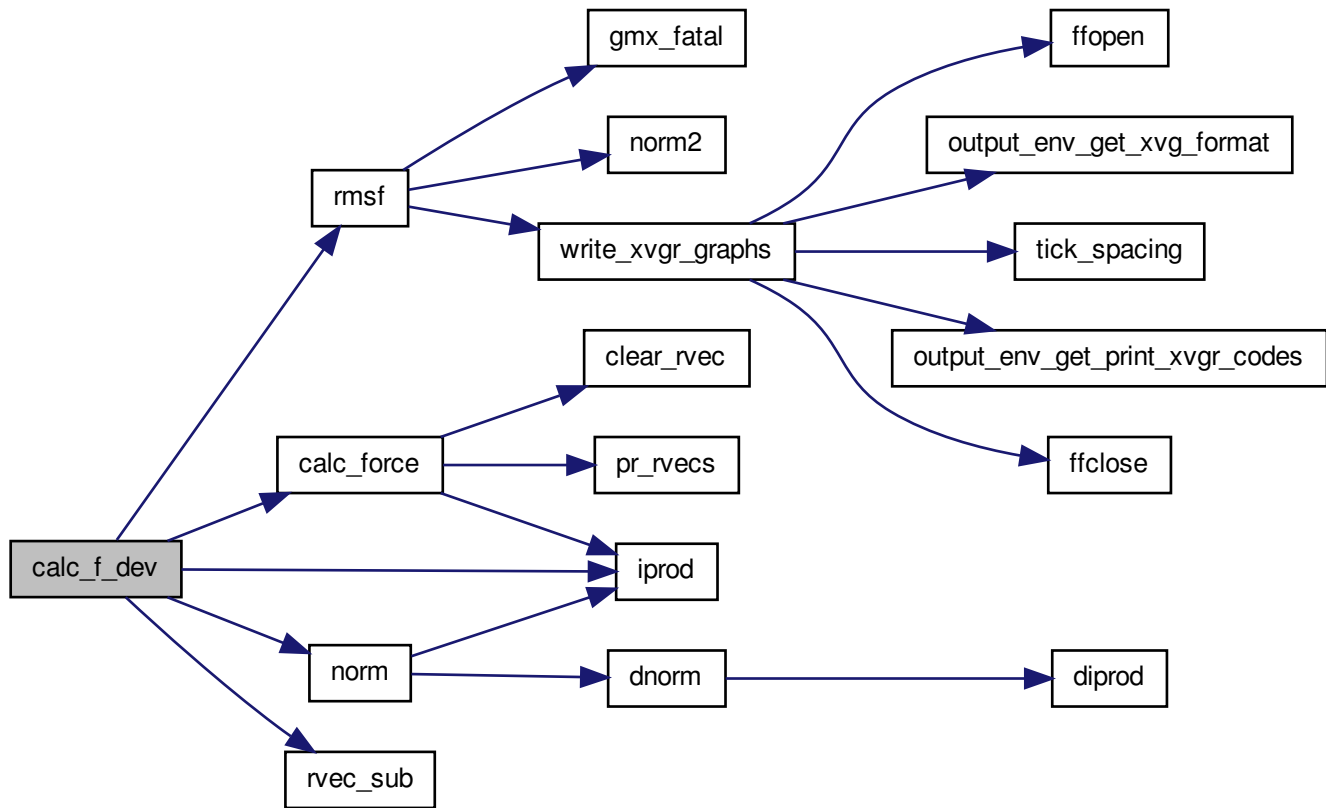 gmx_fatal
ffopen
norm2
output_env_get_xvg_format
rmsf
write_xvgr_graphs
tick_spacing
clear_rvec
output_env_get_print_xvgr_codes
calc_force
pr_rvecs
ffclose
calc_f_dev
iprod
norm
dnorm
diprod
rvec_sub